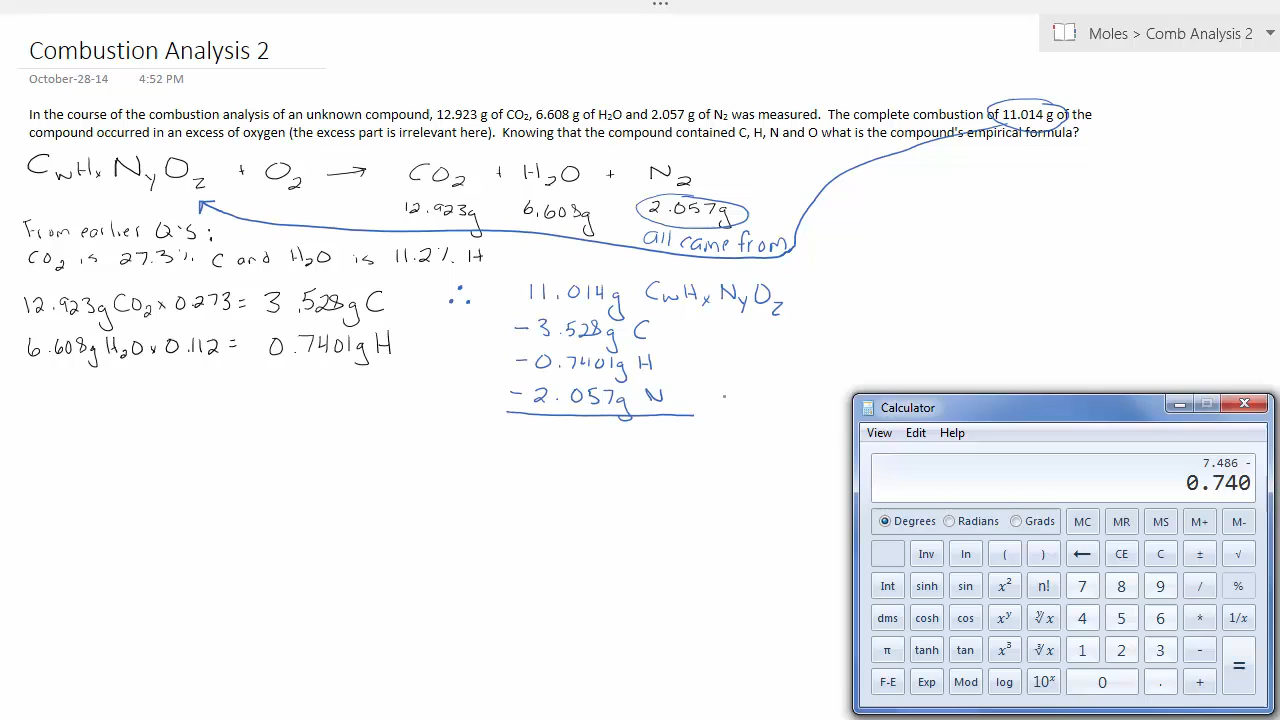 Moles > Comb Analysis 2
Combustion Analysis 2
October-28-14 4:52 PM
In the course of the combustion analysis of an unknown compound, 12.923 g of CO₂, 6.608 g of H₂O and 2.057 g of N₂ was measured. The complete combustion of 11.014 g of the
compound occurred in an excess of oxygen (the excess part is irrelevant here). Knowing that the compound contained C, H, N and O what is the compound's empirical formula?
CwHxNyOz + O₂ → CO₂ + H₂O + N₂
12.923g 6.608g 2.057g
all came from
From earlier Q's:
CO₂ is 27.3% C and H₂O is 11.2% H
12.923g CO₂ x 0.273 = 3.528g C
6.608g H₂O x 0.112 = 0.7401g H
∴ 11.014g CwHxNyOz
- 3.528g C
- 0.7401g H
- 2.057g N
Calculator
View Edit Help
7.486 -
0.740
Degrees Radians Grads MC MR MS M+ M-
Inv ln ( ) ← CE C ± √
Int sinh sin x² n! 7 8 9 / %
dms cosh cos xʸ ʸ√x 4 5 6 * 1/x
π tanh tan x³ ³√x 1 2 3 - =
F-E Exp Mod log 10ˣ 0 . +